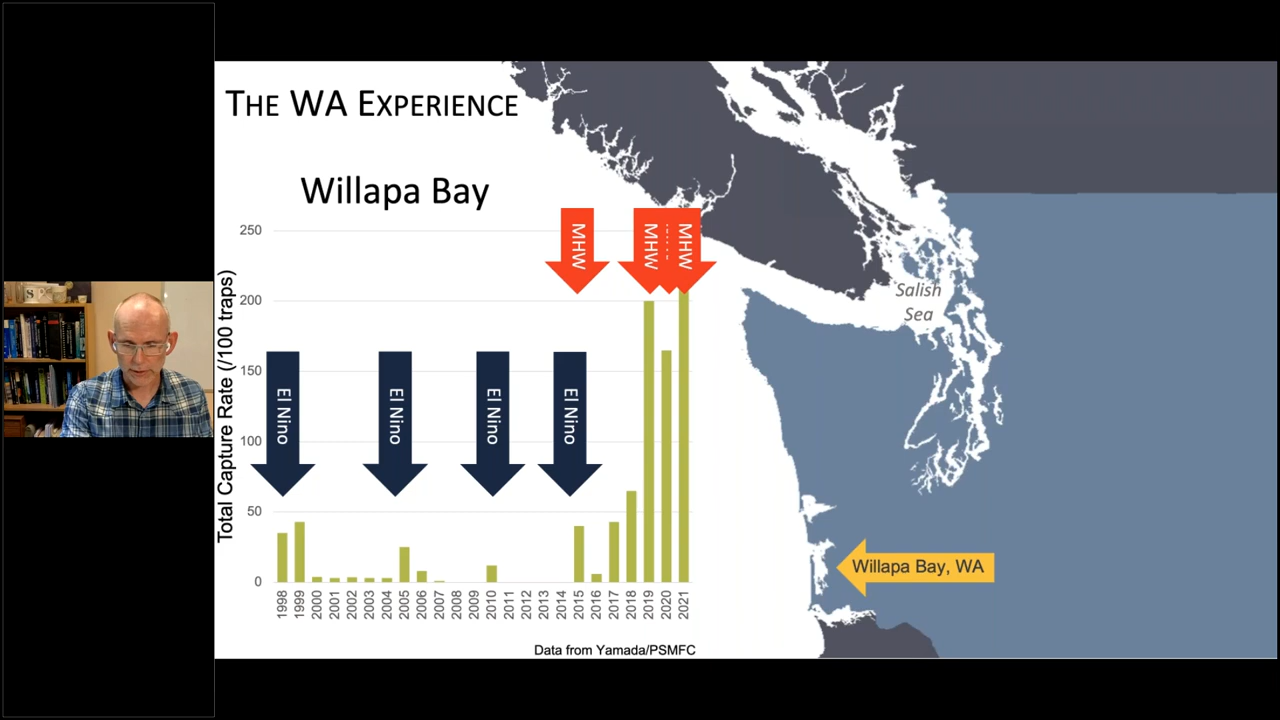 THE WA EXPERIENCE
Willapa Bay
Total Capture Rate (/100 traps)
250
200
150
100
50
0
El Nino
El Nino
El Nino
El Nino
MHW
MHW
MHW
1998
1999
2000
2001
2002
2003
2004
2005
2006
2007
2008
2009
2010
2011
2012
2013
2014
2015
2016
2017
2018
2019
2020
2021
Data from Yamada/PSMFC
Salish
Sea
Willapa Bay, WA